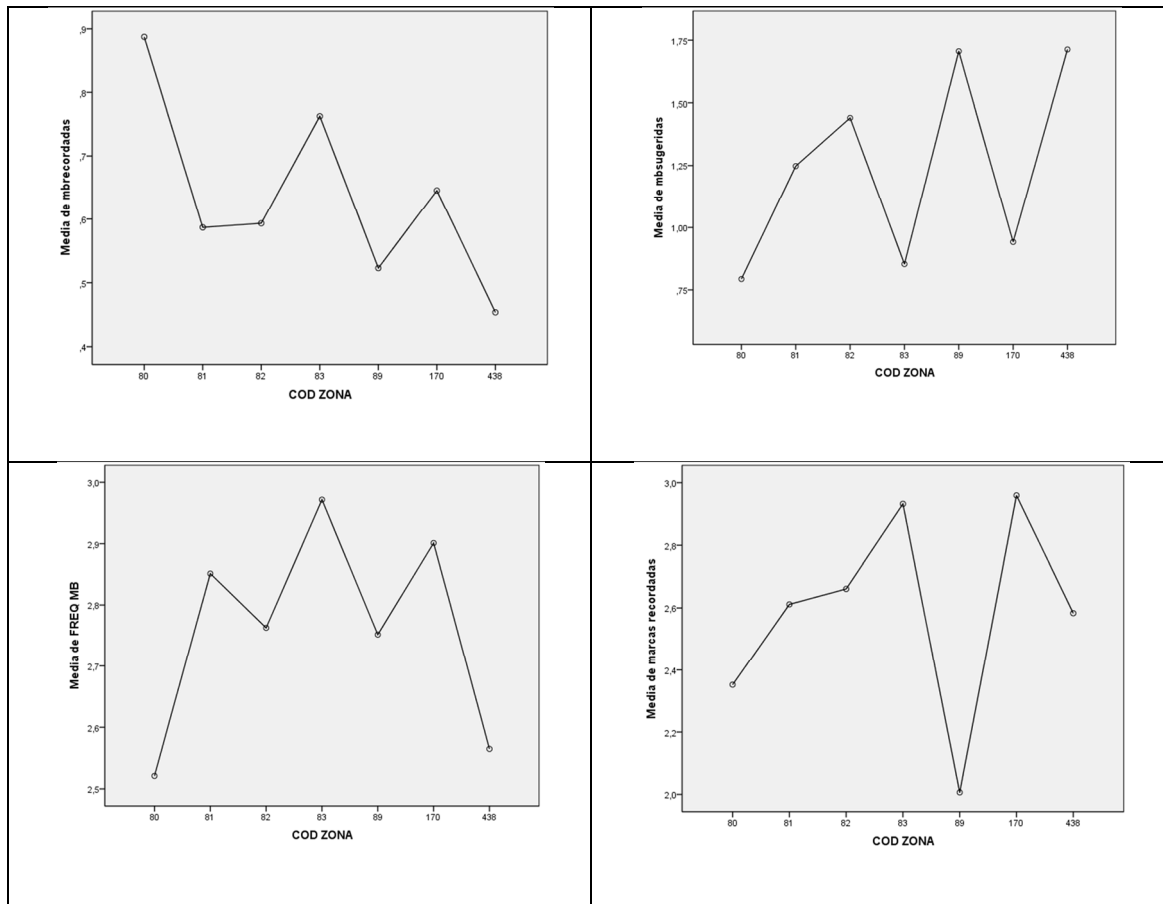 ,9
,8
,7
,6
,5
,4
Media de mbrecordadas
80 81 82 83 89 170 438
COD ZONA
1,75
1,50
1,25
1,00
,75
Media de mbsugeridas
80 81 82 83 89 170 438
COD ZONA
3,0
2,9
2,8
2,7
2,6
2,5
Media de FREQ MB
80 81 82 83 89 170 438
COD ZONA
3,0
2,8
2,6
2,4
2,2
2,0
Media de marcas recordadas
80 81 82 83 89 170 438
COD ZONA